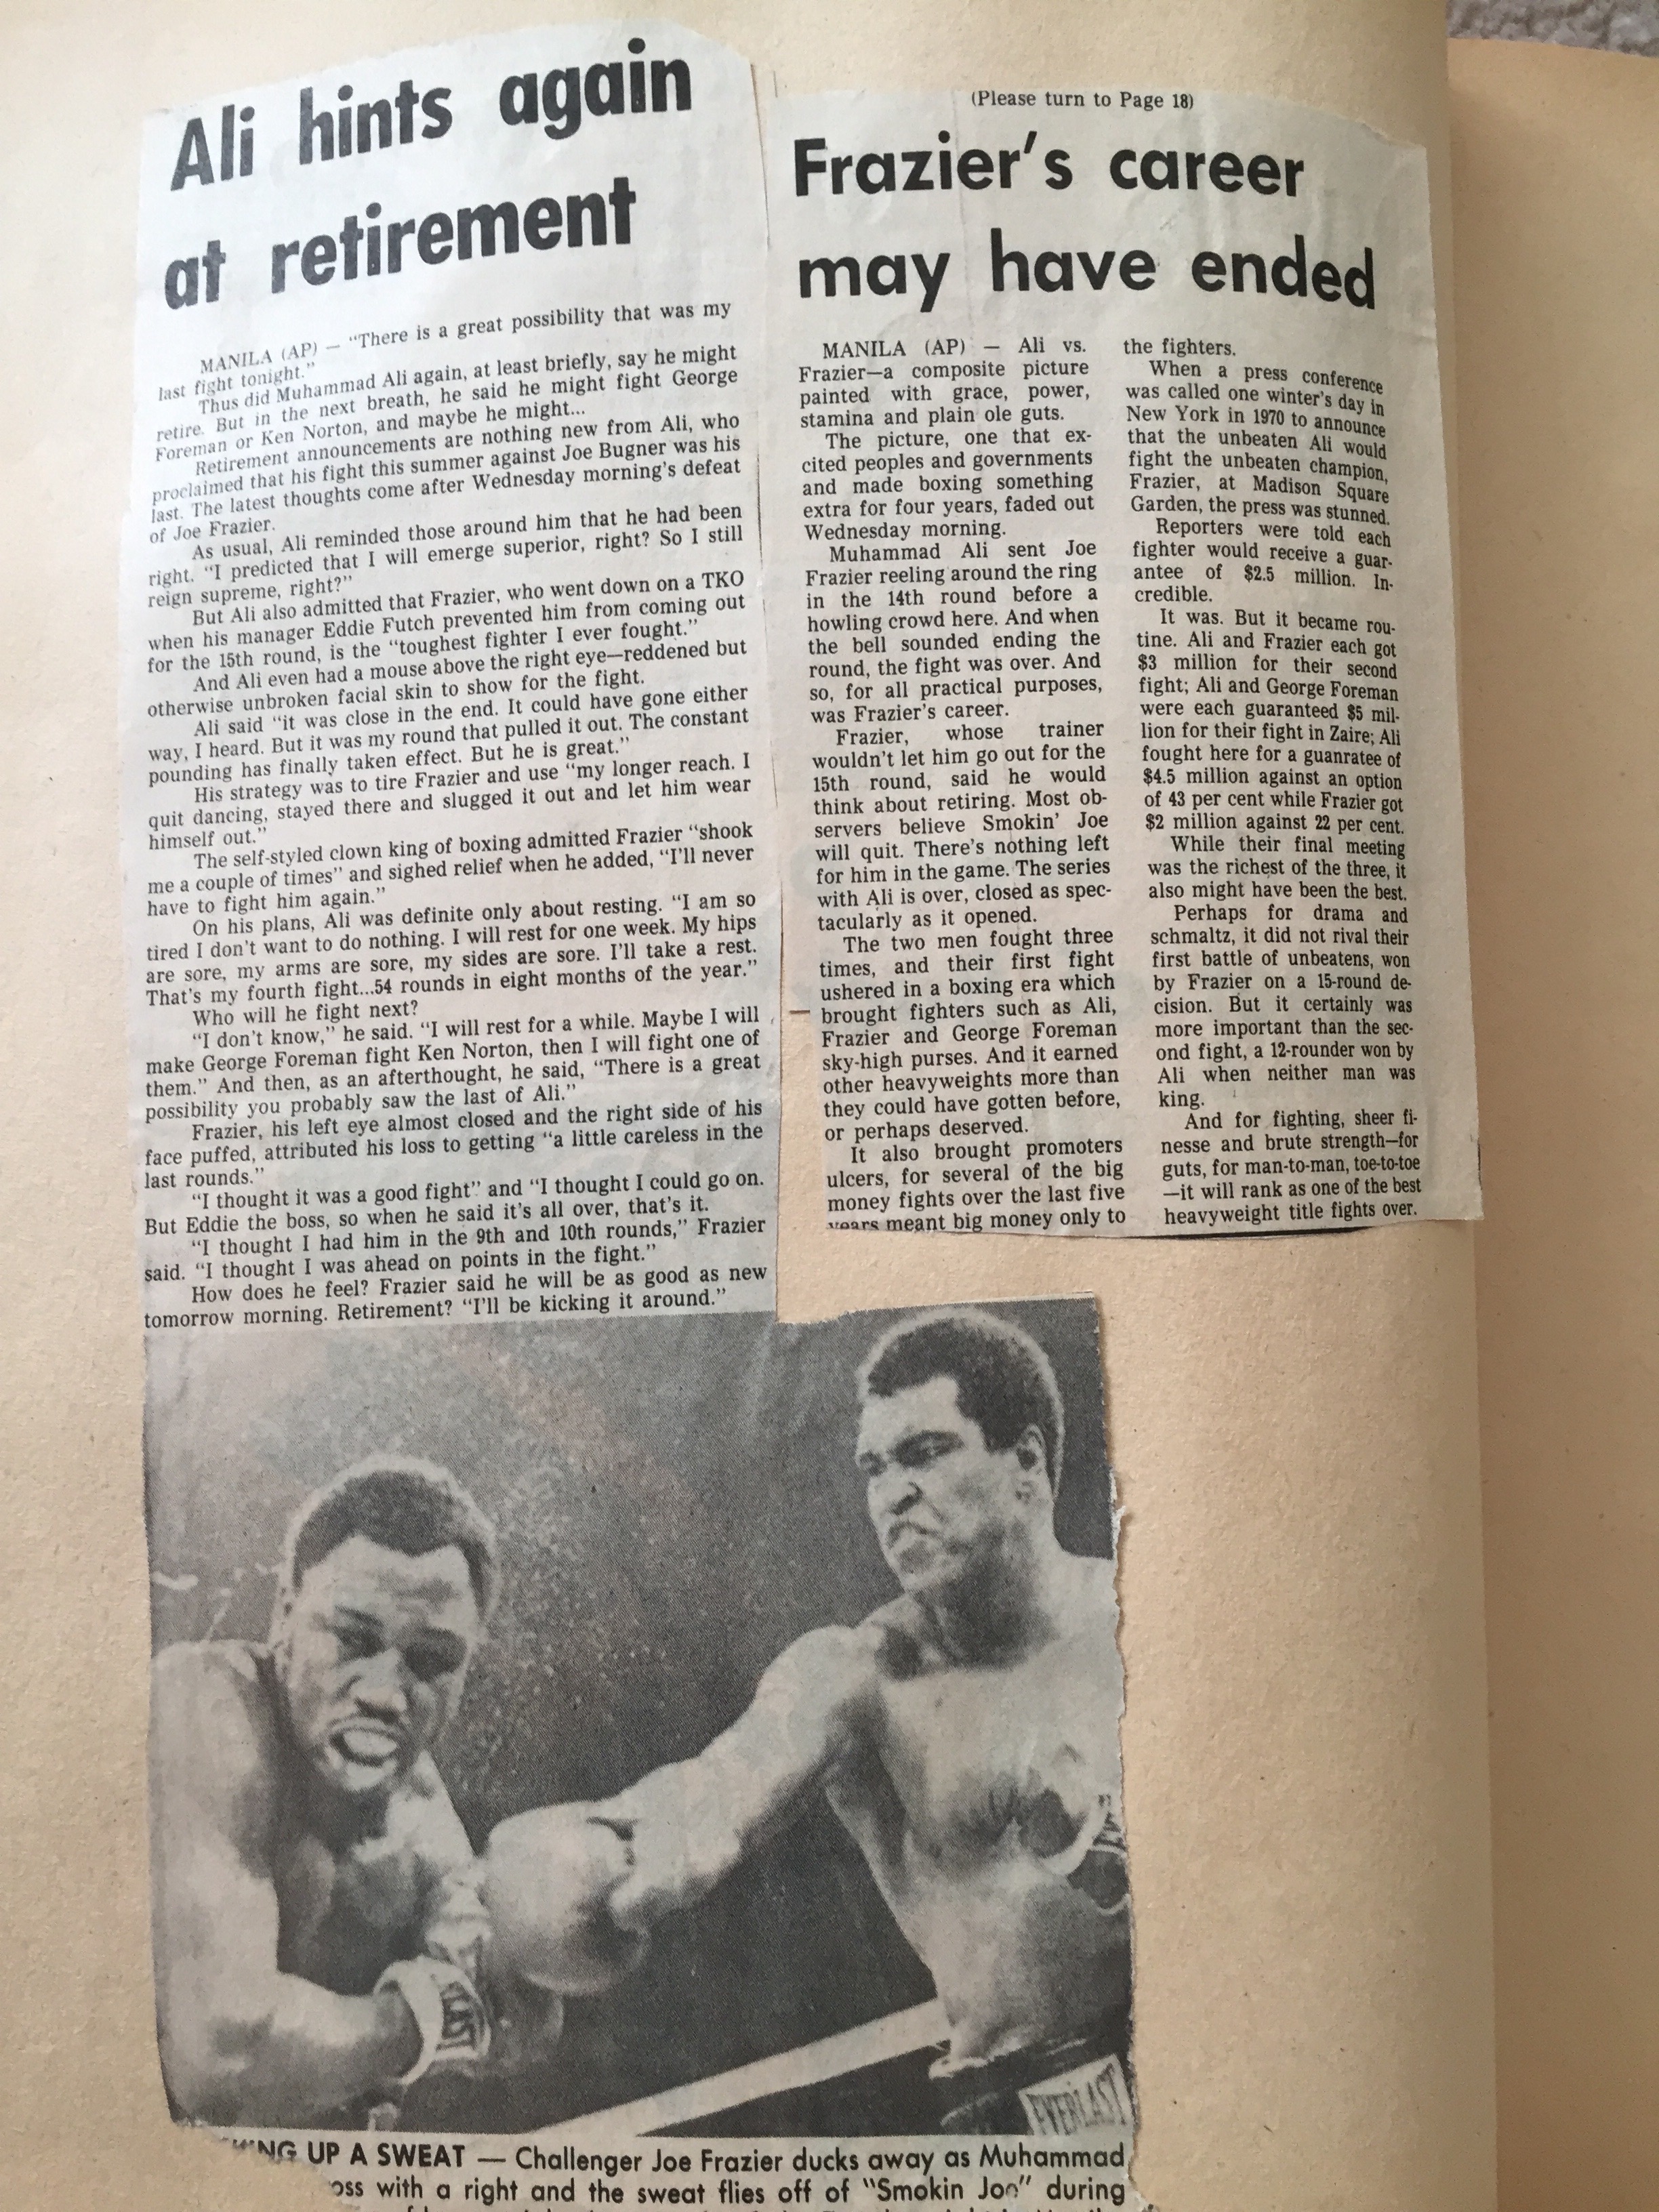 Ali hints again
at retirement
MANILA (AP) — "There is a great possibility that was my
last fight tonight."
Thus did Muhammad Ali again, at least briefly, say he might
retire. But in the next breath, he said he might fight George
Foreman or Ken Norton, and maybe he might...
Retirement announcements are nothing new from Ali, who
proclaimed that his fight this summer against Joe Bugner was his
last. The latest thoughts come after Wednesday morning's defeat
of Joe Frazier.
As usual, Ali reminded those around him that he had been
right. "I predicted that I will emerge superior, right? So I still
reign supreme, right?"
But Ali also admitted that Frazier, who went down on a TKO
when his manager Eddie Futch prevented him from coming out
for the 15th round, is the "toughest fighter I ever fought."
And Ali even had a mouse above the right eye—reddened but
otherwise unbroken facial skin to show for the fight.
Ali said "it was close in the end. It could have gone either
way, I heard. But it was my round that pulled it out. The constant
pounding has finally taken effect. But he is great."
His strategy was to tire Frazier and use "my longer reach. I
quit dancing, stayed there and slugged it out and let him wear
himself out."
The self-styled clown king of boxing admitted Frazier "shook
me a couple of times" and sighed relief when he added, "I'll never
have to fight him again."
On his plans, Ali was definite only about resting. "I am so
tired I don't want to do nothing. I will rest for one week. My hips
are sore, my arms are sore, my sides are sore. I'll take a rest.
That's my fourth fight...54 rounds in eight months of the year."
Who will he fight next?
"I don't know," he said. "I will rest for a while. Maybe I will
make George Foreman fight Ken Norton, then I will fight one of
them." And then, as an afterthought, he said, "There is a great
possibility you probably saw the last of Ali."
Frazier, his left eye almost closed and the right side of his
face puffed, attributed his loss to getting "a little careless in the
last rounds."
"I thought it was a good fight" and "I thought I could go on.
But Eddie the boss, so when he said it's all over, that's it.
"I thought I had him in the 9th and 10th rounds," Frazier
said. "I thought I was ahead on points in the fight."
How does he feel? Frazier said he will be as good as new
tomorrow morning. Retirement? "I'll be kicking it around."
(Please turn to Page 18)
Frazier's career
may have ended
MANILA (AP) — Ali vs.
Frazier—a composite picture
painted with grace, power,
stamina and plain ole guts.
The picture, one that ex-
cited peoples and governments
and made boxing something
extra for four years, faded out
Wednesday morning.
Muhammad Ali sent Joe
Frazier reeling around the ring
in the 14th round before a
howling crowd here. And when
the bell sounded ending the
round, the fight was over. And
so, for all practical purposes,
was Frazier's career.
Frazier, whose trainer
wouldn't let him go out for the
15th round, said he would
think about retiring. Most ob-
servers believe Smokin' Joe
will quit. There's nothing left
for him in the game. The series
with Ali is over, closed as spec-
tacularly as it opened.
The two men fought three
times, and their first fight
ushered in a boxing era which
brought fighters such as Ali,
Frazier and George Foreman
sky-high purses. And it earned
other heavyweights more than
they could have gotten before,
or perhaps deserved.
It also brought promoters
ulcers, for several of the big
money fights over the last five
years meant big money only to
the fighters.
When a press conference
was called one winter's day in
New York in 1970 to announce
that the unbeaten Ali would
fight the unbeaten champion,
Frazier, at Madison Square
Garden, the press was stunned.
Reporters were told each
fighter would receive a guar-
antee of $2.5 million. In-
credible.
It was. But it became rou-
tine. Ali and Frazier each got
$3 million for their second
fight; Ali and George Foreman
were each guaranteed $5 mil-
lion for their fight in Zaire; Ali
fought here for a guanratee of
$4.5 million against an option
of 43 per cent while Frazier got
$2 million against 22 per cent.
While their final meeting
was the richest of the three, it
also might have been the best.
Perhaps for drama and
schmaltz, it did not rival their
first battle of unbeatens, won
by Frazier on a 15-round de-
cision. But it certainly was
more important than the sec-
ond fight, a 12-rounder won by
Ali when neither man was
king.
And for fighting, sheer fi-
nesse and brute strength—for
guts, for man-to-man, toe-to-toe
—it will rank as one of the best
heavyweight title fights over.
EVERLAST
UP A SWEAT — Challenger Joe Frazier ducks away as Muhammad
with a right and the sweat flies off of "Smokin Joe" during